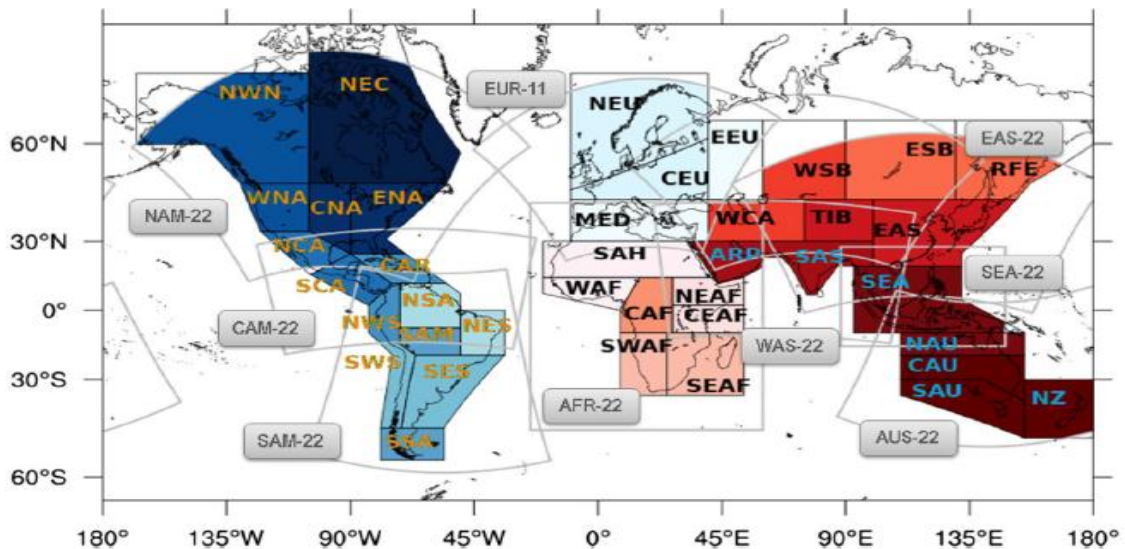 NWN NEC EUR-11 NEU EAS-22
60°N EEU ESB
WSB RFE
CEU
NAM-22 WNA CNA ENA MED WCA TIB EAS
30°N NCA SAH ARP SAS
CAR SEA-22
SCA NSA WAF SEA
0° CAM-22 NWS SAM NES CAF NEAF CEAF
SWAF WAS-22 NAU
SWS SES CAU
30°S SEAF SAU NZ
AFR-22
SAM-22 SSA AUS-22
60°S
180° 135°W 90°W 45°W 0° 45°E 90°E 135°E 180°